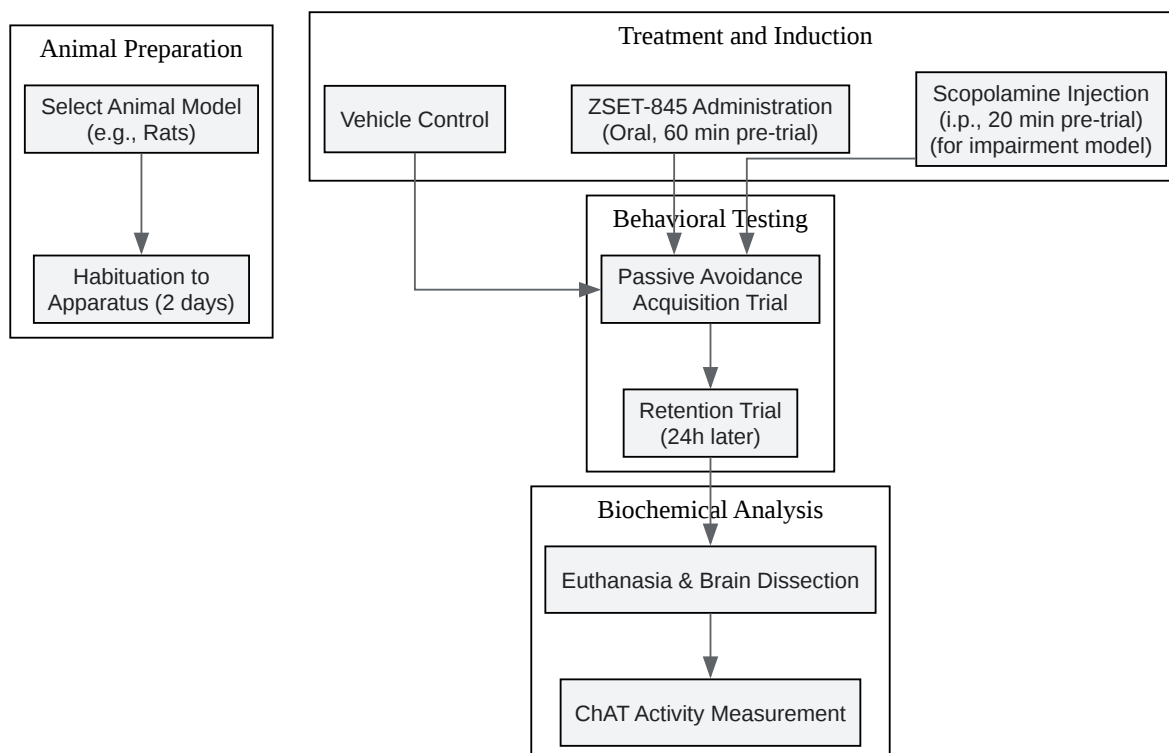 Animal Preparation
Select Animal Model
(e.g., Rats)
Habituation to
Apparatus (2 days)
Treatment and Induction
Vehicle Control
ZSET-845 Administration
(Oral, 60 min pre-trial)
Scopolamine Injection
(i.p., 20 min pre-trial)
(for impairment model)
Behavioral Testing
Passive Avoidance
Acquisition Trial
Retention Trial
(24h later)
Biochemical Analysis
Euthanasia & Brain Dissection
ChAT Activity Measurement